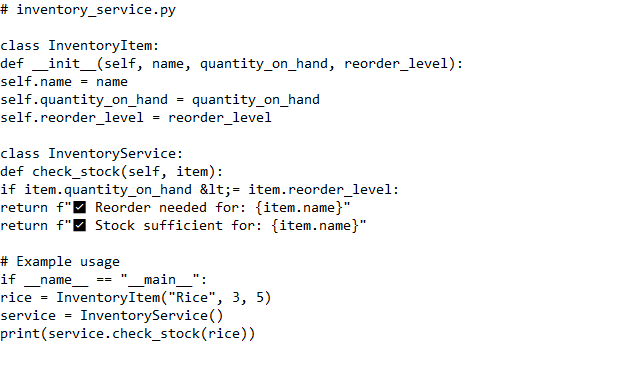 # inventory_service.py
class InventoryItem:
def __init__(self, name, quantity_on_hand, reorder_level):
self.name = name
self.quantity_on_hand = quantity_on_hand
self.reorder_level = reorder_level
class InventoryService:
def check_stock(self, item):
if item.quantity_on_hand &lt;= item.reorder_level:
return f"☑ Reorder needed for: {item.name}"
return f"☑ Stock sufficient for: {item.name}"
# Example usage
if __name__ == "__main__":
rice = InventoryItem("Rice", 3, 5)
service = InventoryService()
print(service.check_stock(rice))